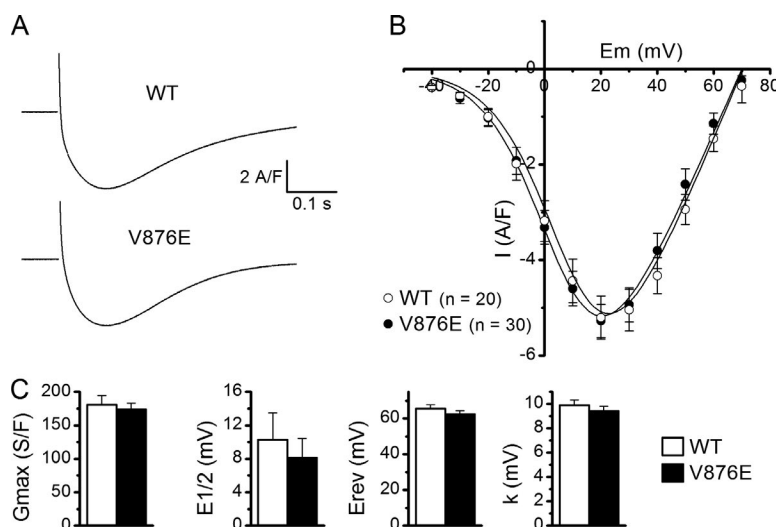 A
WT
2 A/F
0.1 s
V876E
B
Em (mV)
0
-40 -20 0 20 40 60 80
-2
-4
-6
I (A/F)
WT (n = 20)
V876E (n = 30)
C
Gmax (S/F)
200
150
100
50
0
E1/2 (mV)
16
12
8
4
0
Erev (mV)
60
40
20
0
k (mV)
10
8
6
4
2
0
WT
V876E